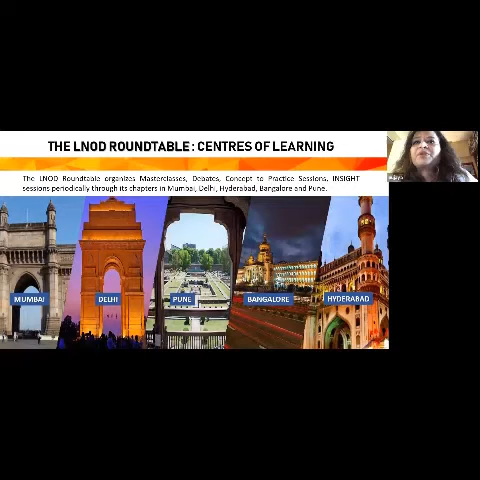 THE LNOD ROUNDTABLE : CENTRES OF LEARNING
The LNOD Roundtable organizes Masterclasses, Debates, Concept to Practice Sessions, INSIGHT
sessions periodically through its chapters in Mumbai, Delhi, Hyderabad, Bangalore and Pune.
MUMBAI
DELHI
PUNE
BANGALORE
HYDERABAD